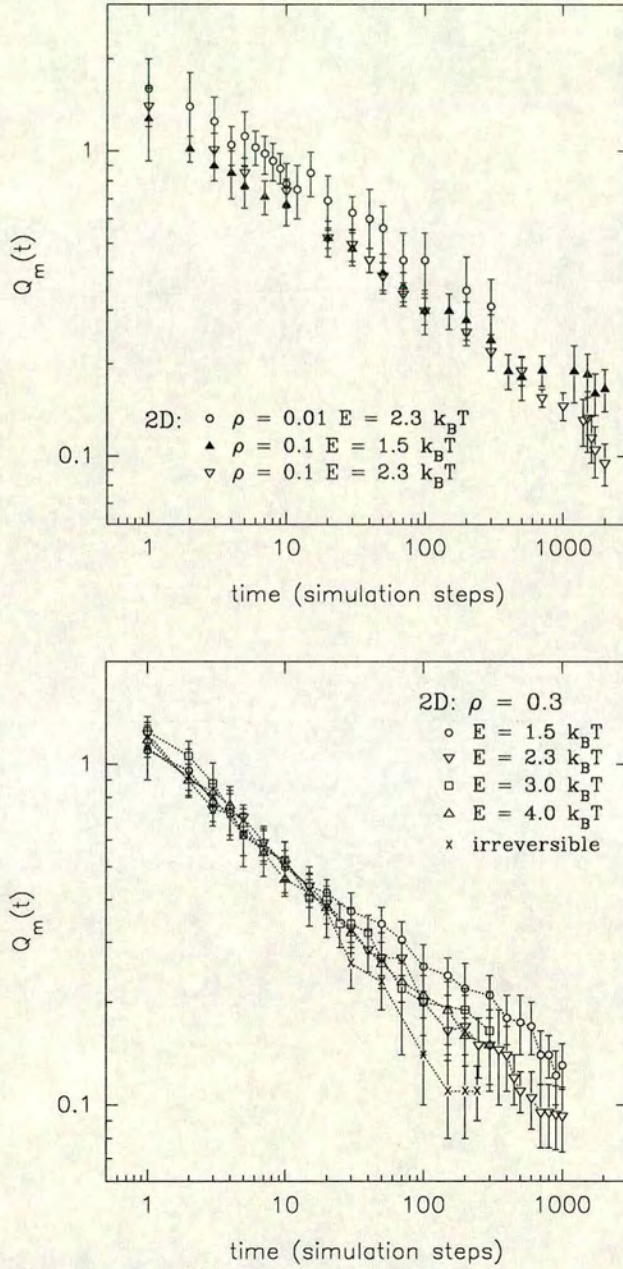 1
0.1
Q_m(t)
2D: ○ ρ = 0.01 E = 2.3 k_BT
▲ ρ = 0.1 E = 1.5 k_BT
▽ ρ = 0.1 E = 2.3 k_BT
1 10 100 1000
time (simulation steps)
1
0.1
Q_m(t)
2D: ρ = 0.3
○ E = 1.5 k_BT
▽ E = 2.3 k_BT
□ E = 3.0 k_BT
△ E = 4.0 k_BT
x irreversible
1 10 100 1000
time (simulation steps)